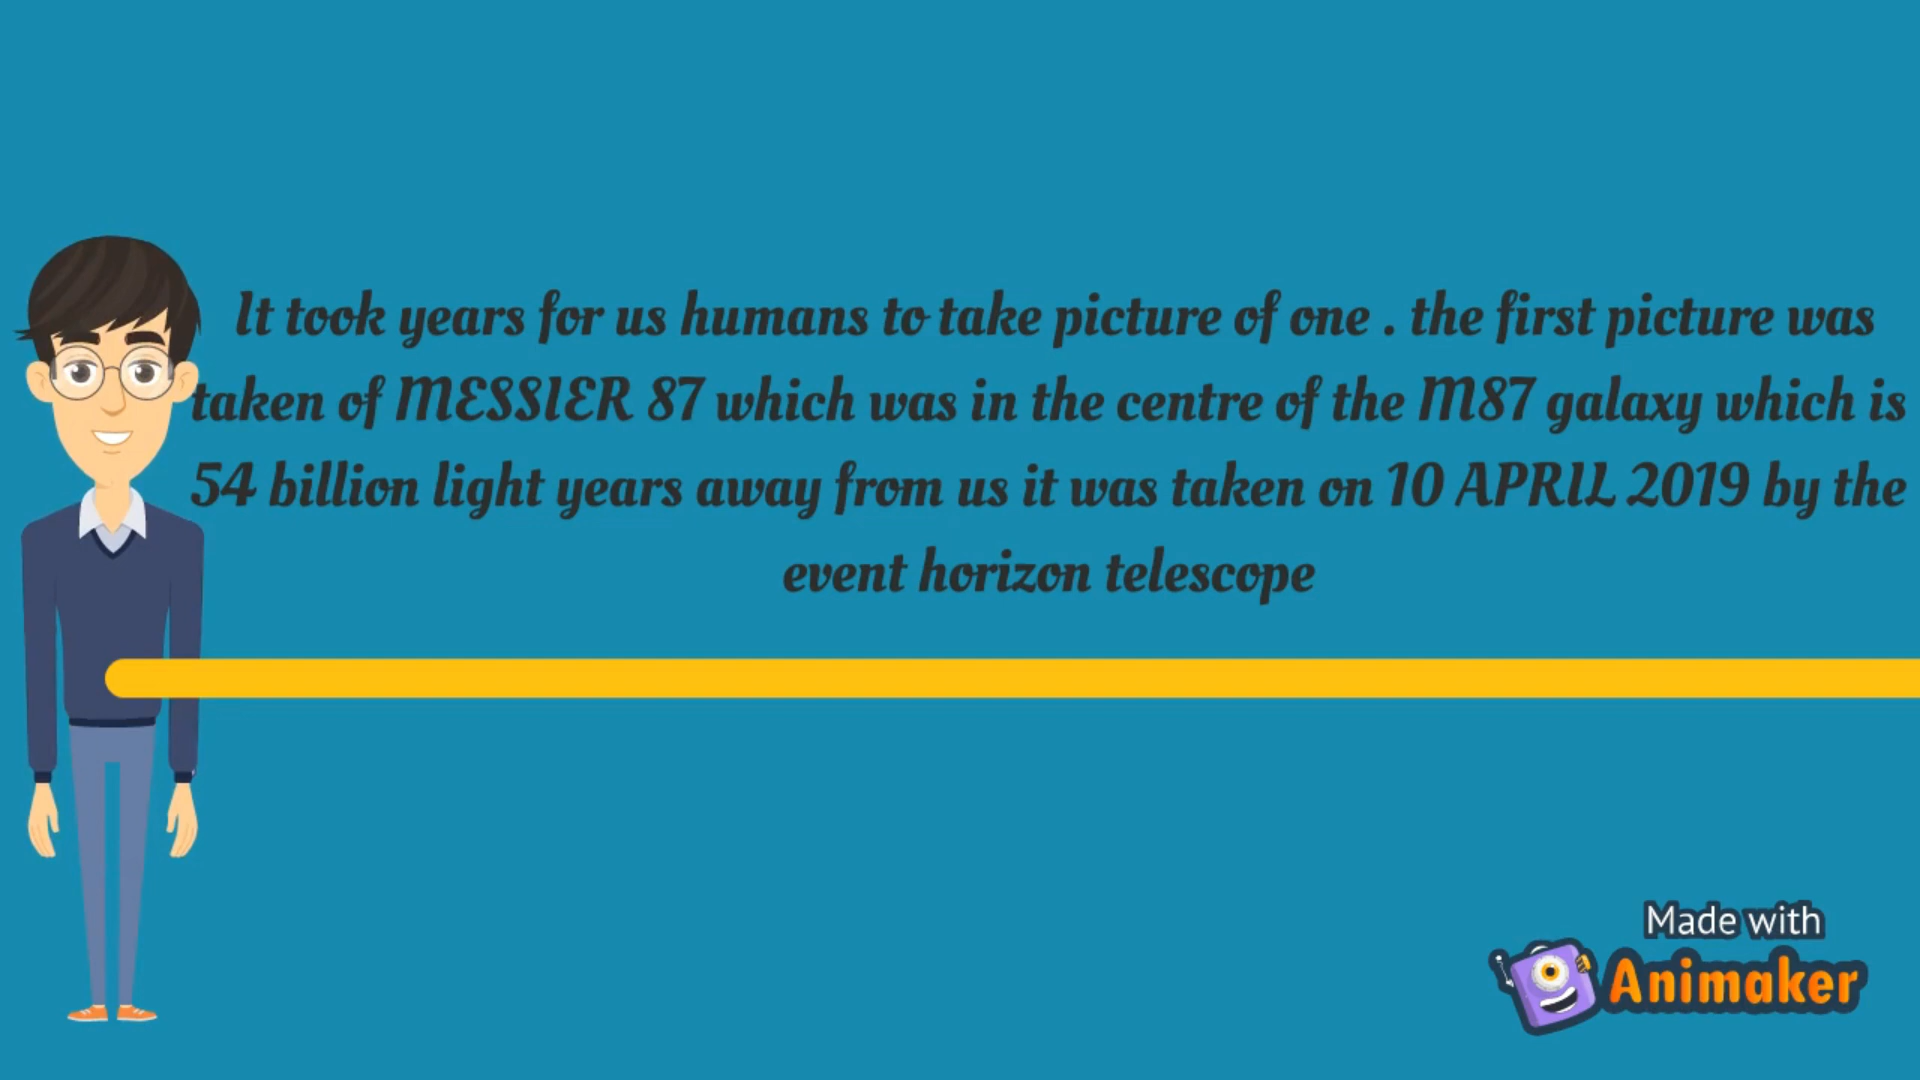 It took years for us humans to take picture of one . the first picture was
taken of MESSIER 87 which was in the centre of the M87 galaxy which is
54 billion light years away from us it was taken on 10 APRIL 2019 by the
event horizon telescope
Made with
Animaker